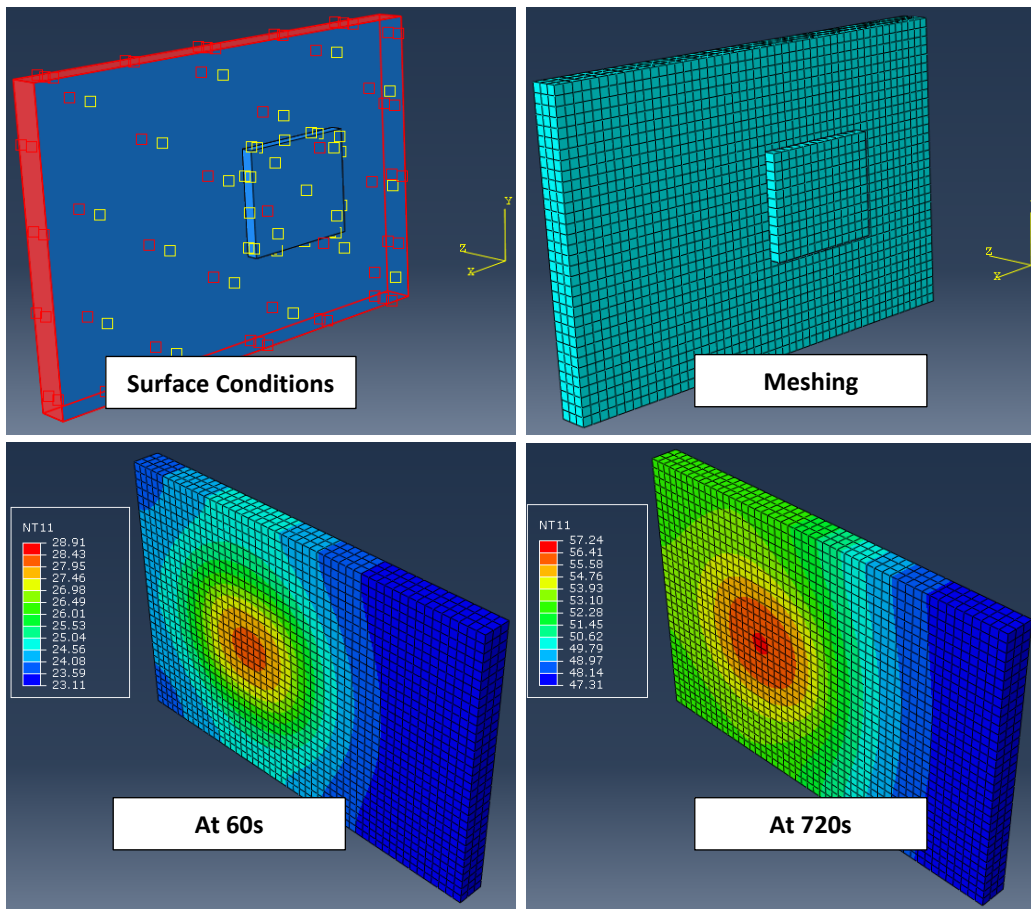 Y
Z
X
Surface Conditions
Z
X
Meshing
NT11
28.91
28.43
27.95
27.46
26.98
26.49
26.01
25.53
25.04
24.56
24.08
23.59
23.11
At 60s
NT11
57.24
56.41
55.58
54.76
53.93
53.10
52.28
51.45
50.62
49.79
48.97
48.14
47.31
At 720s